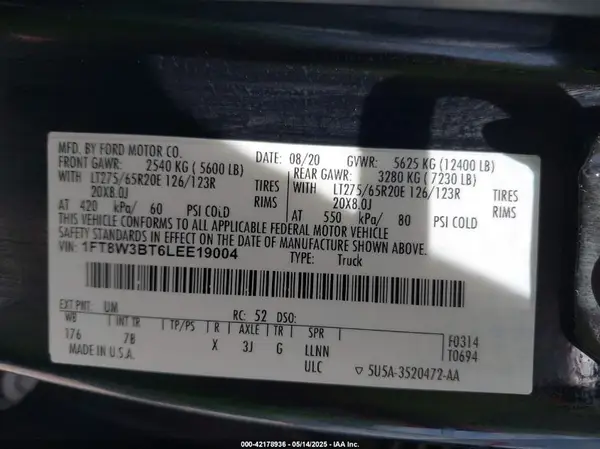 MFD. BY FORD MOTOR CO. DATE: 08/20 GVWR: 5625 KG (12400 LB)
FRONT GAWR: 2540 KG ( 5600 LB) REAR GAWR: 3280 KG ( 7230 LB)
WITH LT275/65R20E 126/123R TIRES WITH LT275/65R20E 126/123R TIRES
20X8.0J RIMS 20X8.0J RIMS
AT 420 kPa/ 60 PSI COLD AT 550 kPa/ 80 PSI COLD
THIS VEHICLE CONFORMS TO ALL APPLICABLE FEDERAL MOTOR VEHICLE
SAFETY STANDARDS IN EFFECT ON THE DATE OF MANUFACTURE SHOWN ABOVE.
VIN: 1FT8W3BT6LEE19004 TYPE: Truck
EXT PNT: UM RC: 52 DSO:
WB INT TR TP/PS R AXLE TR SPR F0314
176 7B X 3J G LLNN T0694
MADE IN U.S.A. ULC ▽ 5U5A-3520472-AA
000-42178936 - 05/14/2025 - IAA Inc.